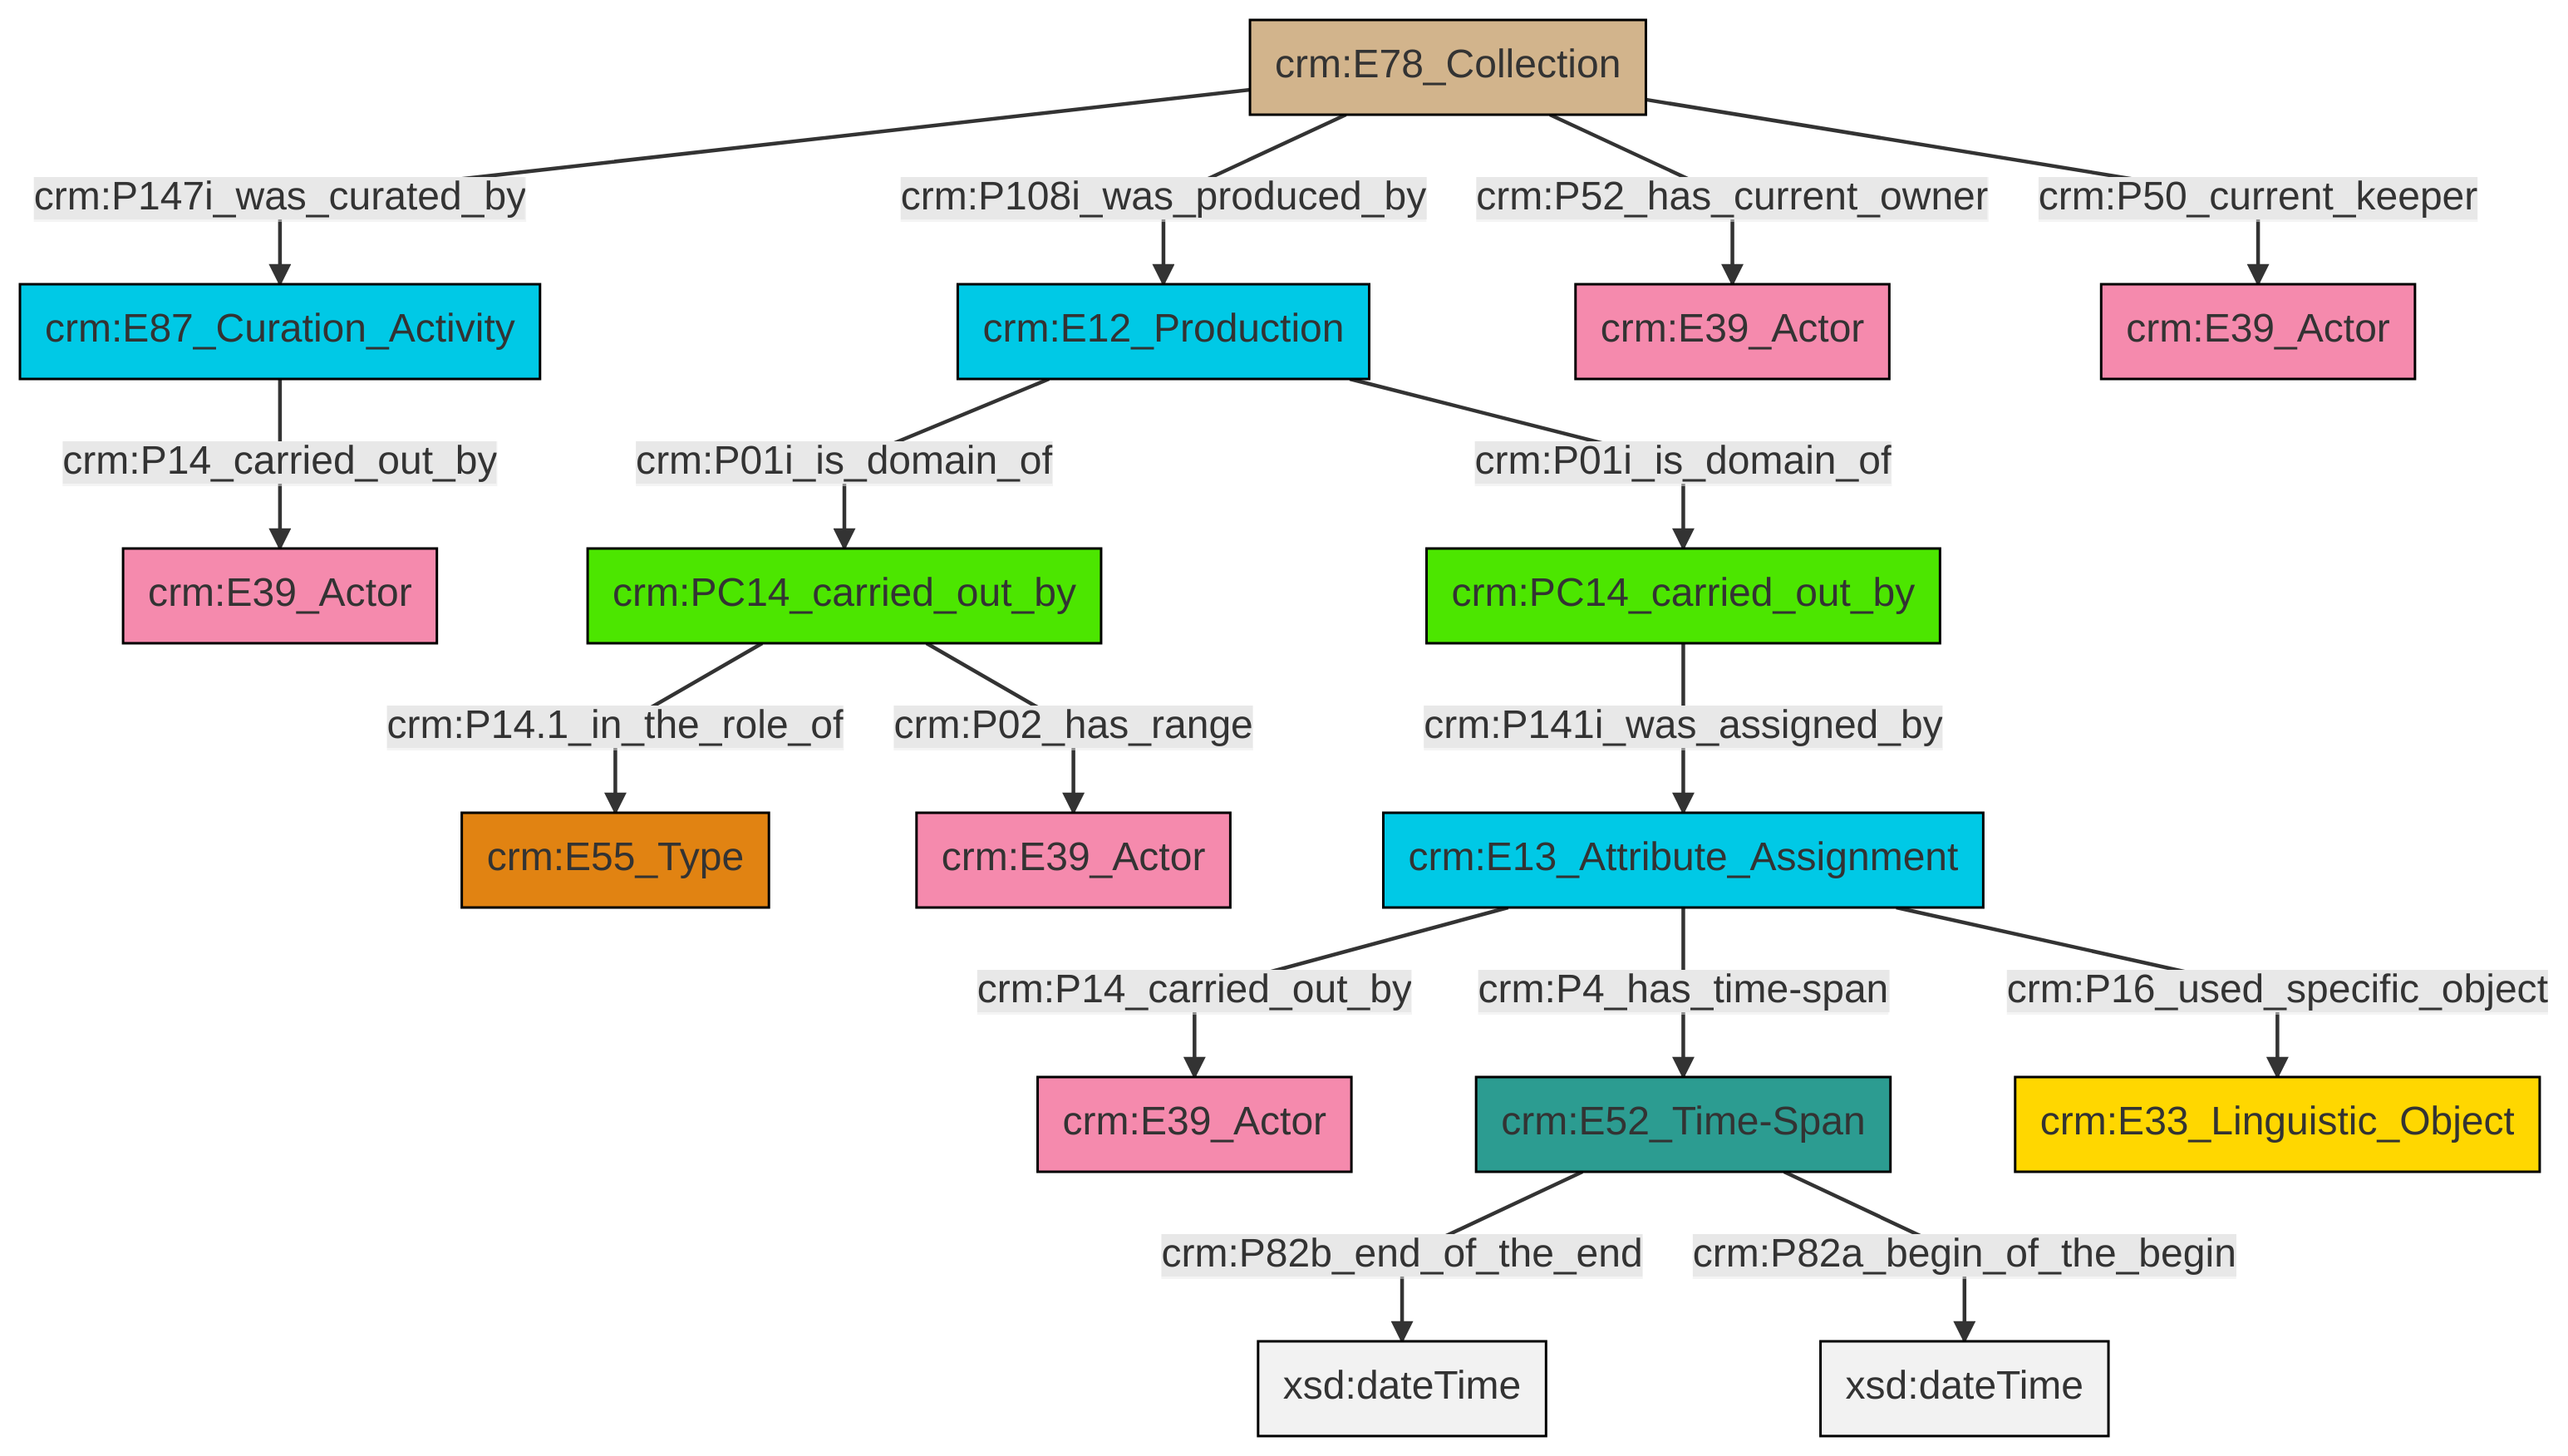 crm:E78_Collection
crm:P147i_was_curated_by
crm:P108i_was_produced_by
crm:P52_has_current_owner
crm:P50_current_keeper
crm:E87_Curation_Activity
crm:E12_Production
crm:E39_Actor
crm:E39_Actor
crm:P14_carried_out_by
crm:P01i_is_domain_of
crm:P01i_is_domain_of
crm:E39_Actor
crm:PC14_carried_out_by
crm:PC14_carried_out_by
crm:P14.1_in_the_role_of
crm:P02_has_range
crm:P141i_was_assigned_by
crm:E55_Type
crm:E39_Actor
crm:E13_Attribute_Assignment
crm:P14_carried_out_by
crm:P4_has_time-span
crm:P16_used_specific_object
crm:E39_Actor
crm:E52_Time-Span
crm:E33_Linguistic_Object
crm:P82b_end_of_the_end
crm:P82a_begin_of_the_begin
xsd:dateTime
xsd:dateTime